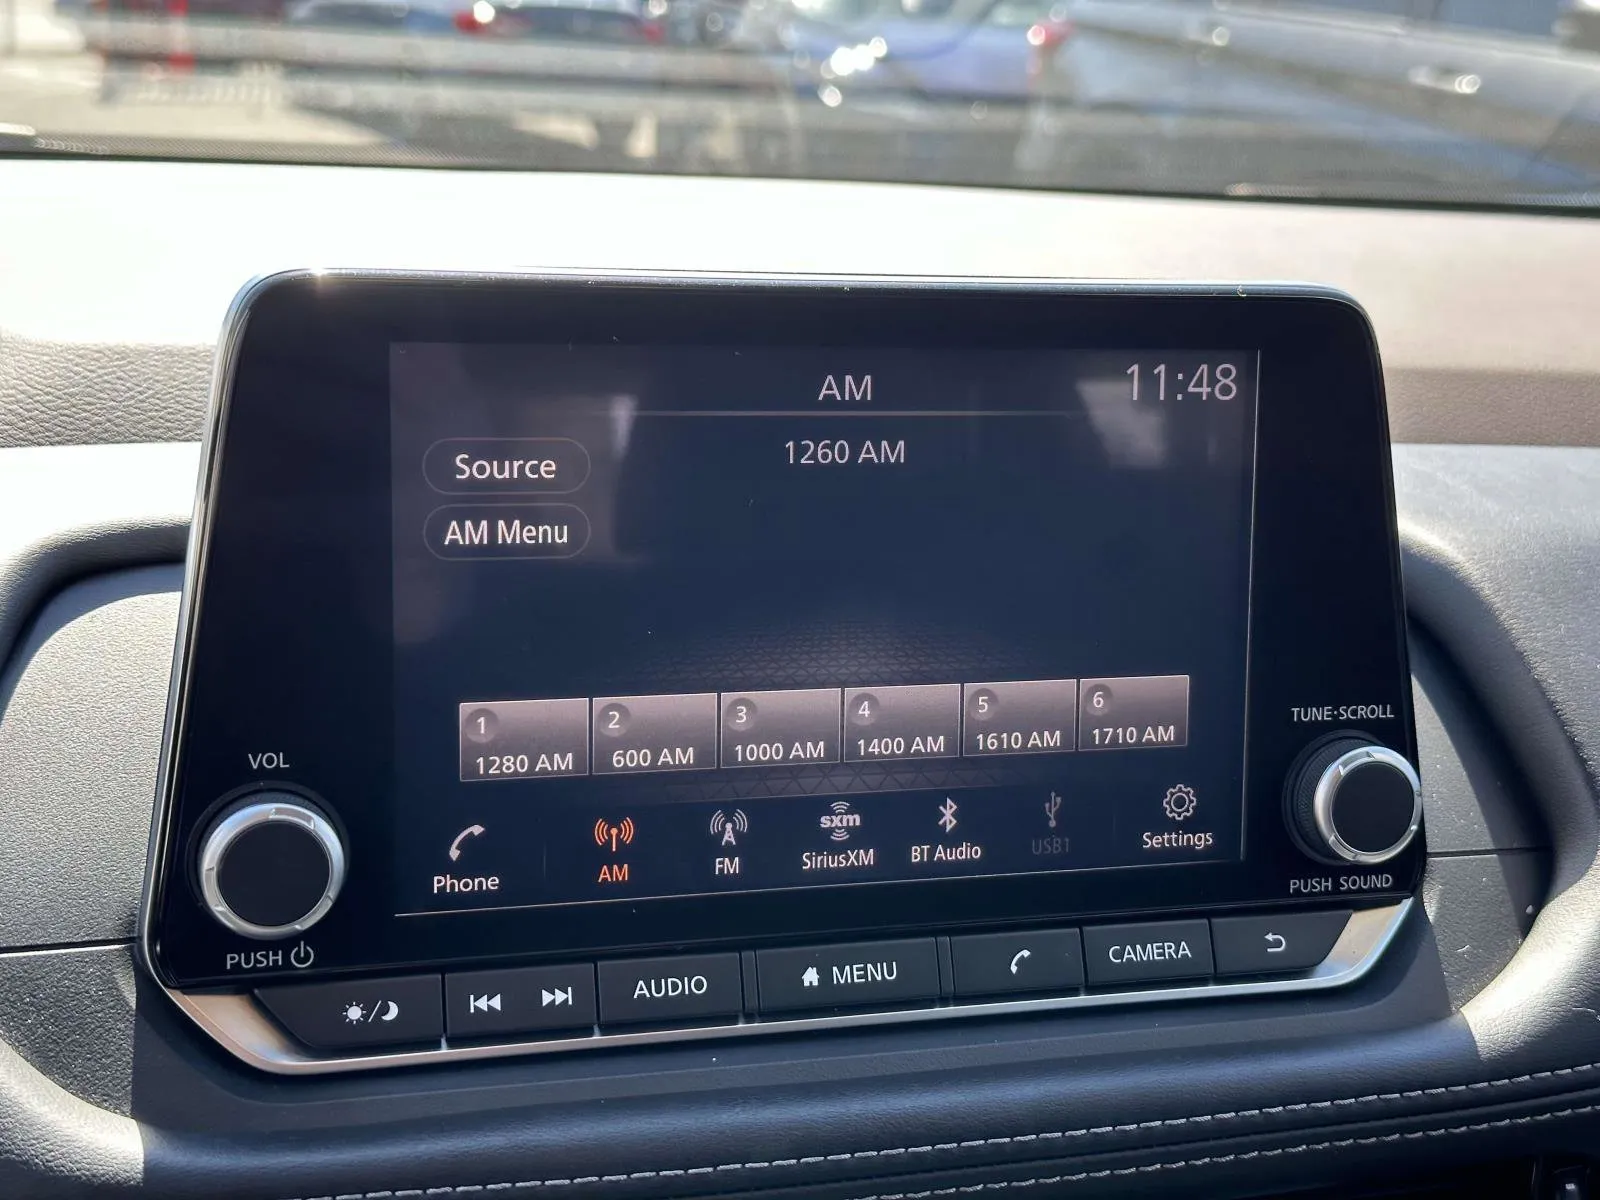 AM
11:48
1260 AM
Source
AM Menu
1 2 3 4 5 6
1280 AM 600 AM 1000 AM 1400 AM 1610 AM 1710 AM
Phone AM FM sxm SiriusXM BT Audio USB1 Settings
VOL
PUSH
TUNE·SCROLL
PUSH SOUND
AUDIO MENU CAMERA